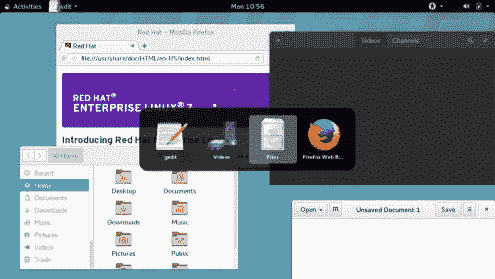 Activities
gedit
Mon 10:56
Red Hat – Mozilla Firefox
Red Hat
file:///usr/share/doc/HTML/en-US/index.html
RED HAT®
ENTERPRISE LINUX® 7
Introducing Red Hat
Videos Channels
gedit
Videos
Files
Firefox Web B...
Home
Recent
Home
Documents
Downloads
Music
Pictures
Videos
Trash
Desktop
Documents
Downloads
Music
Pictures
Public
Open
Unsaved Document 1
Save